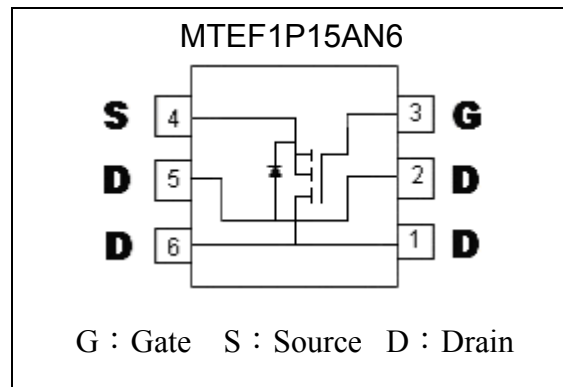 MTEF1P15AN6
S 4 3 G
D 5 2 D
D 6 1 D
G：Gate S：Source D：Drain